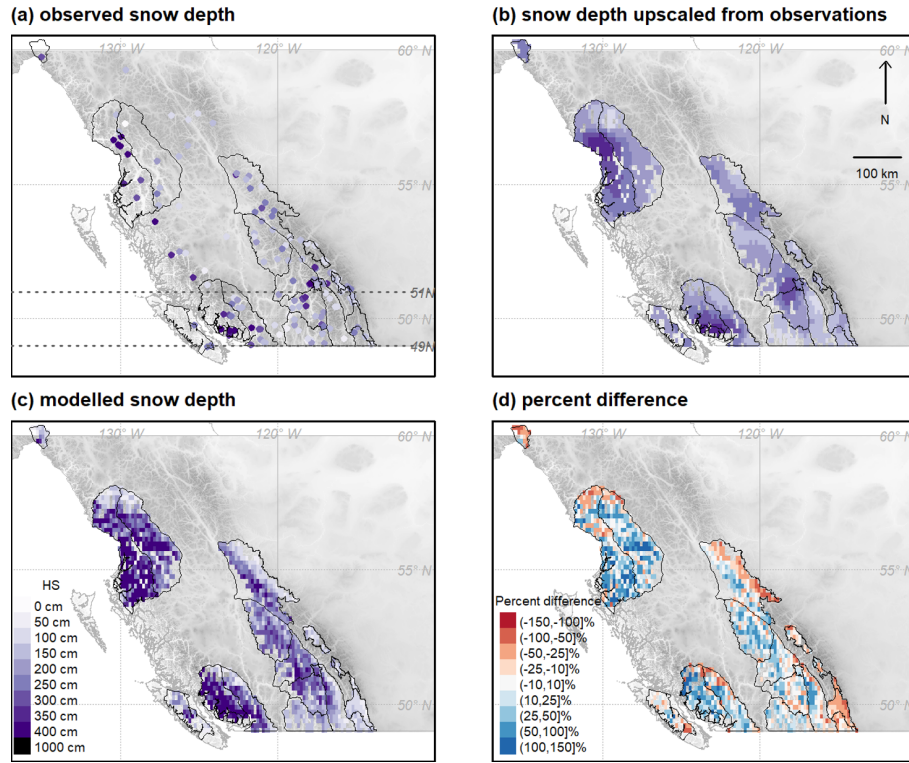 (a) observed snow depth
130° W
120° W
60° N
55° N
51N
50° N
49N
(b) snow depth upscaled from observations
130° W
120° W
60° N
N
100 km
55° N
50° N
(c) modelled snow depth
130° W
120° W
60° N
55° N
50° N
HS
0 cm
50 cm
100 cm
150 cm
200 cm
250 cm
300 cm
350 cm
400 cm
1000 cm
(d) percent difference
130° W
120° W
60° N
55° N
50° N
Percent difference
(-150,-100]%
(-100,-50]%
(-50,-25]%
(-25,-10]%
(-10,10]%
(10,25]%
(25,50]%
(50,100]%
(100,150]%